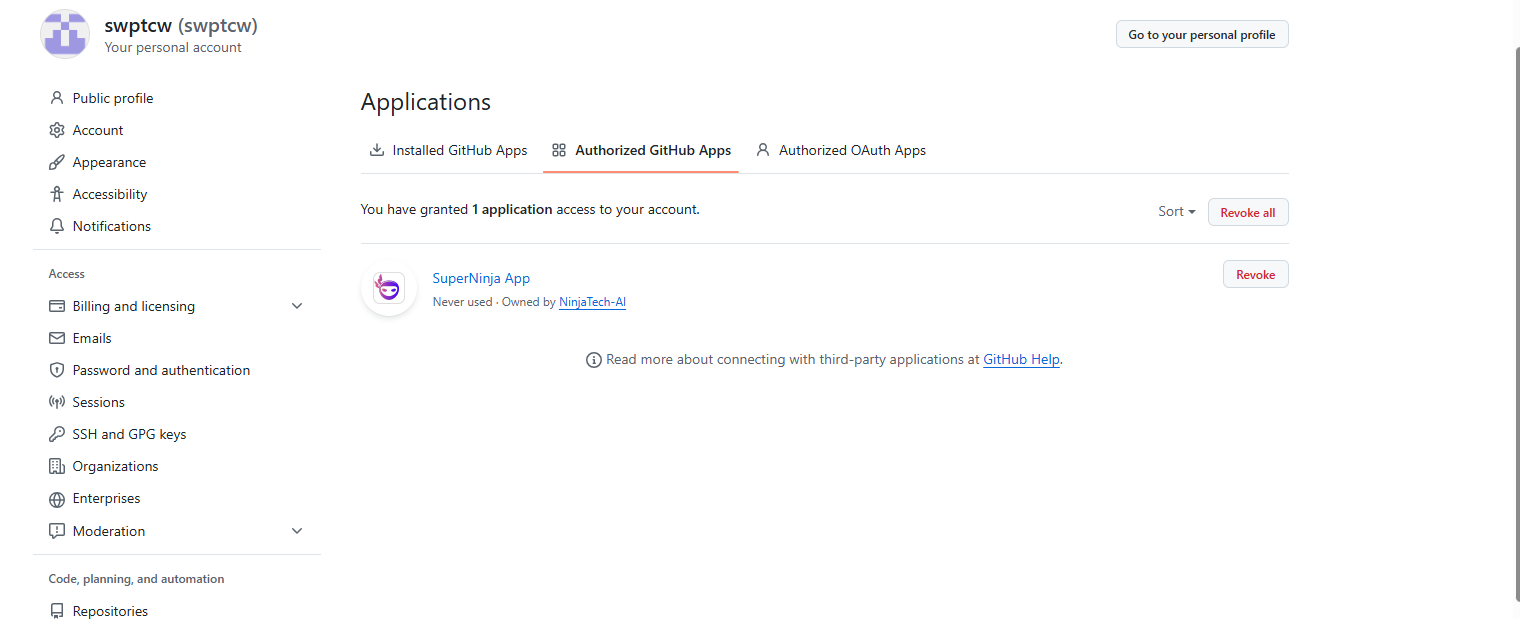 swptcw (swptcw)
Your personal account
Go to your personal profile
Public profile
Account
Appearance
Accessibility
Notifications
Access
Billing and licensing
Emails
Password and authentication
Sessions
SSH and GPG keys
Organizations
Enterprises
Moderation
Code, planning, and automation
Repositories
Applications
Installed GitHub Apps Authorized GitHub Apps Authorized OAuth Apps
You have granted 1 application access to your account. Sort Revoke all
SuperNinja App Revoke
Never used · Owned by NinjaTech-AI
Read more about connecting with third-party applications at GitHub Help.